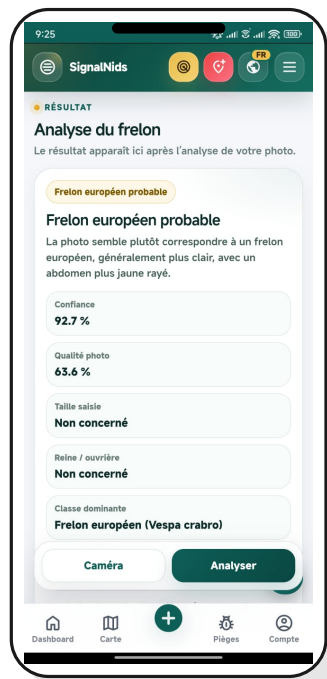 9:25
100
SignalNids
FR
RÉSULTAT
Analyse du frelon
Le résultat apparaît ici après l'analyse de votre photo.
Frelon européen probable
Frelon européen probable
La photo semble plutôt correspondre à un frelon
européen, généralement plus clair, avec un
abdomen plus jaune rayé.
Confiance
92.7 %
Qualité photo
63.6 %
Taille saisie
Non concerné
Reine / ouvrière
Non concerné
Classe dominante
Frelon européen (Vespa crabro)
Caméra
Analyser
Dashboard
Carte
Pièges
Compte